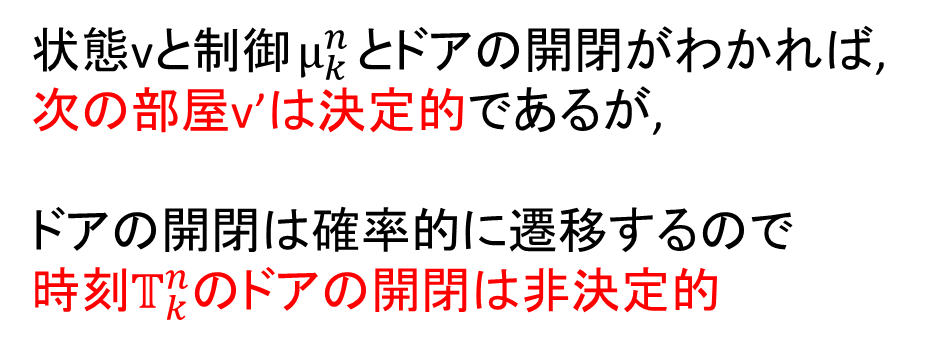 状態vと制御μ_k^nとドアの開閉がわかれば,
次の部屋v’は決定的であるが,
ドアの開閉は確率的に遷移するので
時刻𝕋_k^nのドアの開閉は非決定的